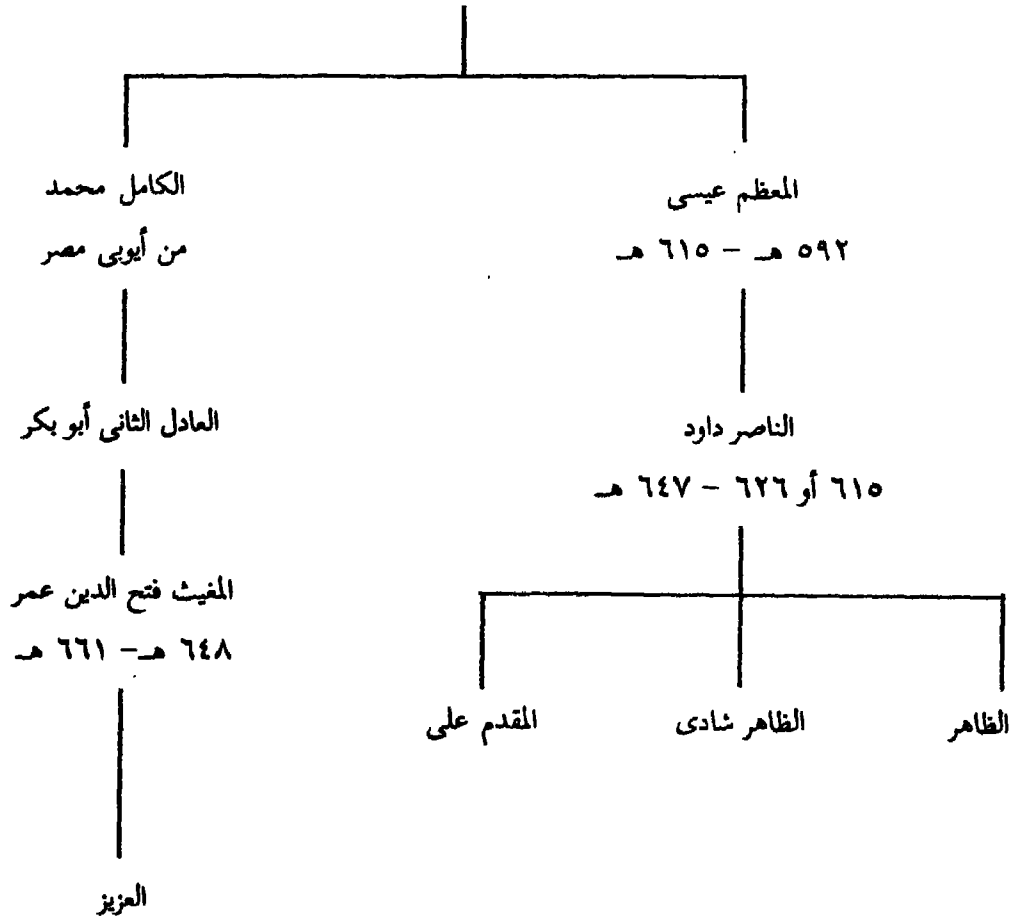 المعظم عيسى
٥٩٢ هـ – ٦١٥ هـ
الكامل محمد
من أيوبى مصر
الناصر داود
٦١٥ أو ٦٢٦ – ٦٤٧ هـ
العادل الثانى أبو بكر
المغيث فتح الدين عمر
٦٤٨ هـ – ٦٦١ هـ
الظاهر
الظاهر شادى
المقدم على
العزيز